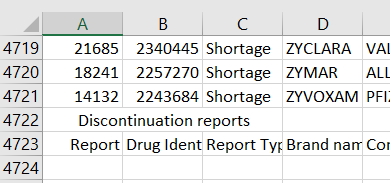 A B C D
4719 21685 2340445 Shortage ZYCLARA VAL
4720 18241 2257270 Shortage ZYMAR ALL
4721 14132 2243684 Shortage ZYVOXAM PFIZ
4722 Discontinuation reports
4723 Report Drug Ident Report Typ Brand nam Con
4724